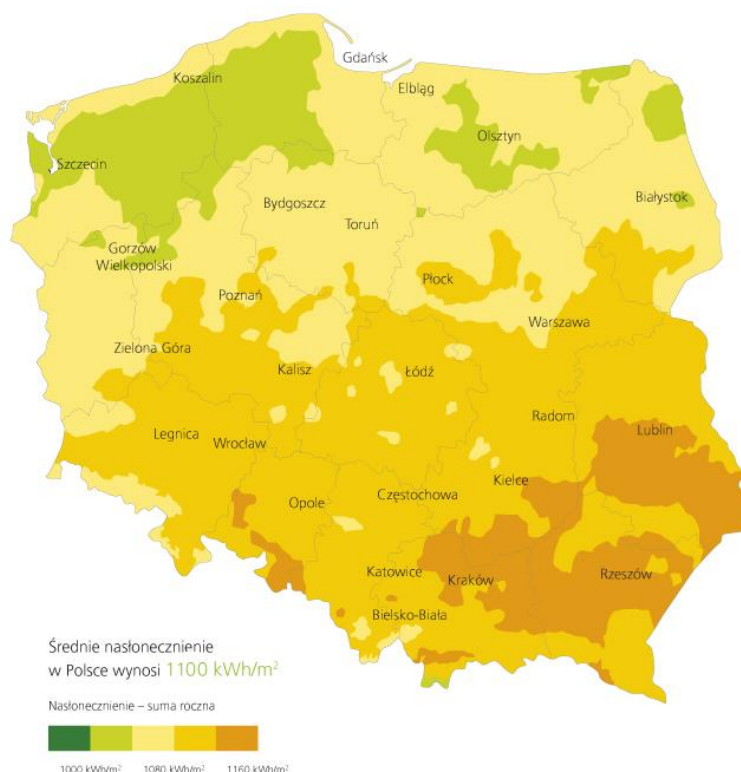 Gdańsk
Koszalin
Elbląg
Olsztyn
Szczecin
Białystok
Bydgoszcz
Toruń
Gorzów
Wielkopolski
Płock
Poznań
Warszawa
Zielona Góra
Kalisz
Łódź
Radom
Legnica
Wrocław
Lublin
Kielce
Opole
Częstochowa
Katowice
Kraków
Rzeszów
Bielsko-Biała
Średnie nasłonecznienie
w Polsce wynosi 1100 kWh/m²
Nasłonecznienie – suma roczna
1000 kWh/m² 1080 kWh/m² 1160 kWh/m²